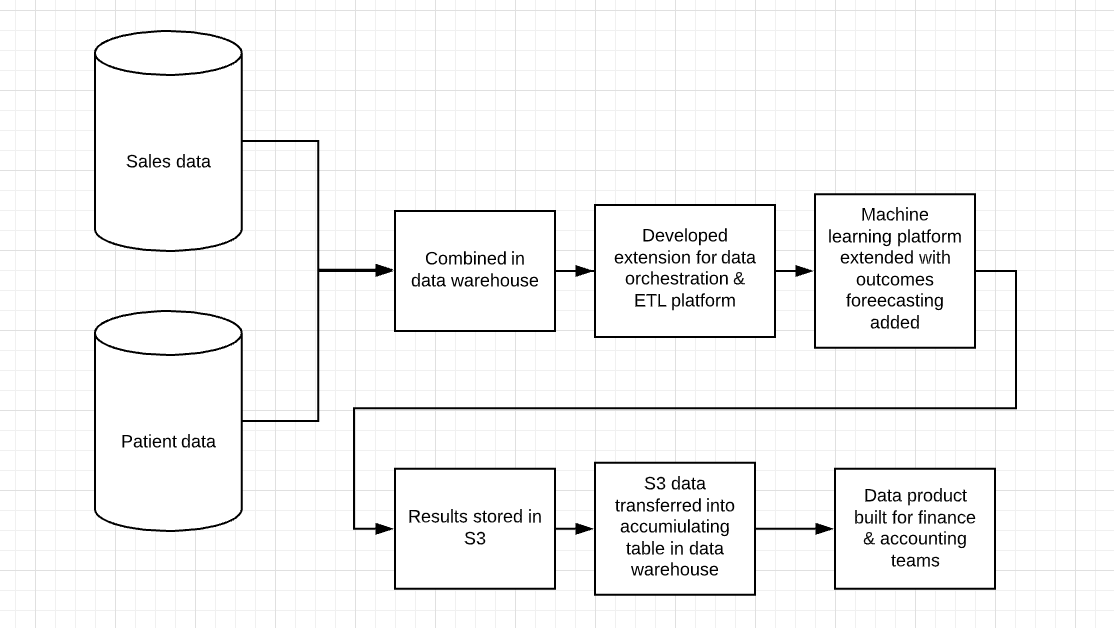 Sales data
Patient data
Combined in
data warehouse
Developed
extension for data
orchestration &
ETL platform
Machine
learning platform
extended with
outcomes
foreecasting
added
Results stored in
S3
S3 data
transferred into
accumiulating
table in data
warehouse
Data product
built for finance
& accounting
teams